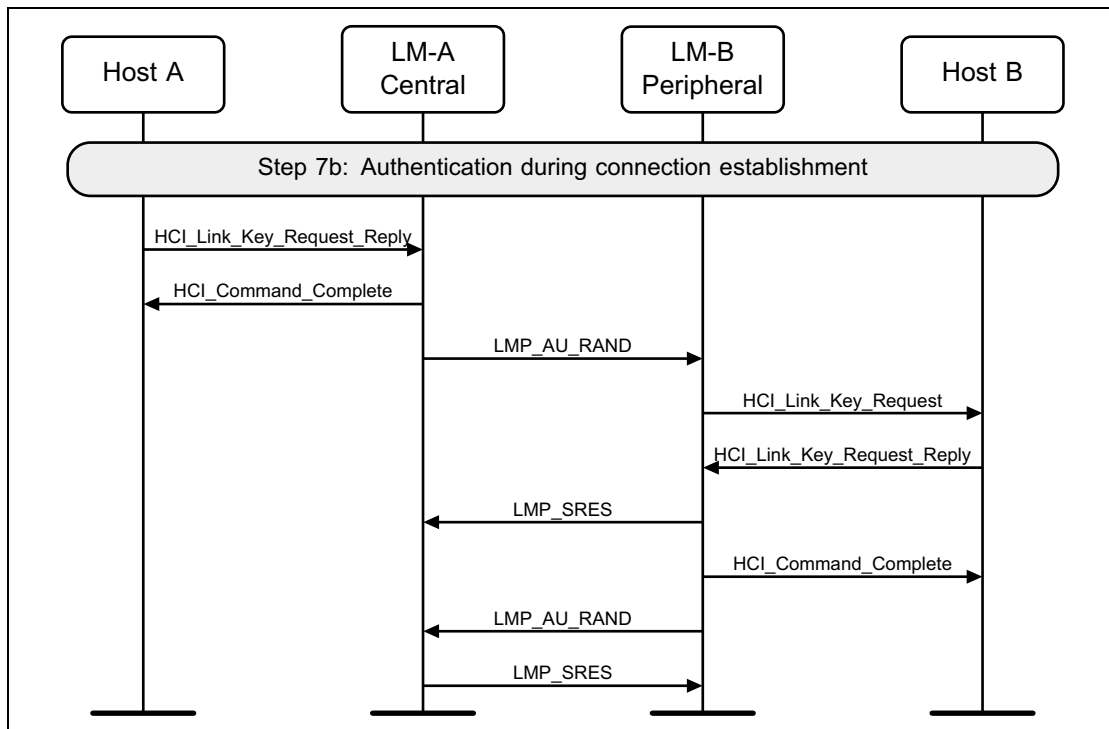 Host A
LM-A
Central
LM-B
Peripheral
Host B
Step 7b: Authentication during connection establishment
HCI_Link_Key_Request_Reply
HCI_Command_Complete
LMP_AU_RAND
HCI_Link_Key_Request
HCI_Link_Key_Request_Reply
LMP_SRES
HCI_Command_Complete
LMP_AU_RAND
LMP_SRES